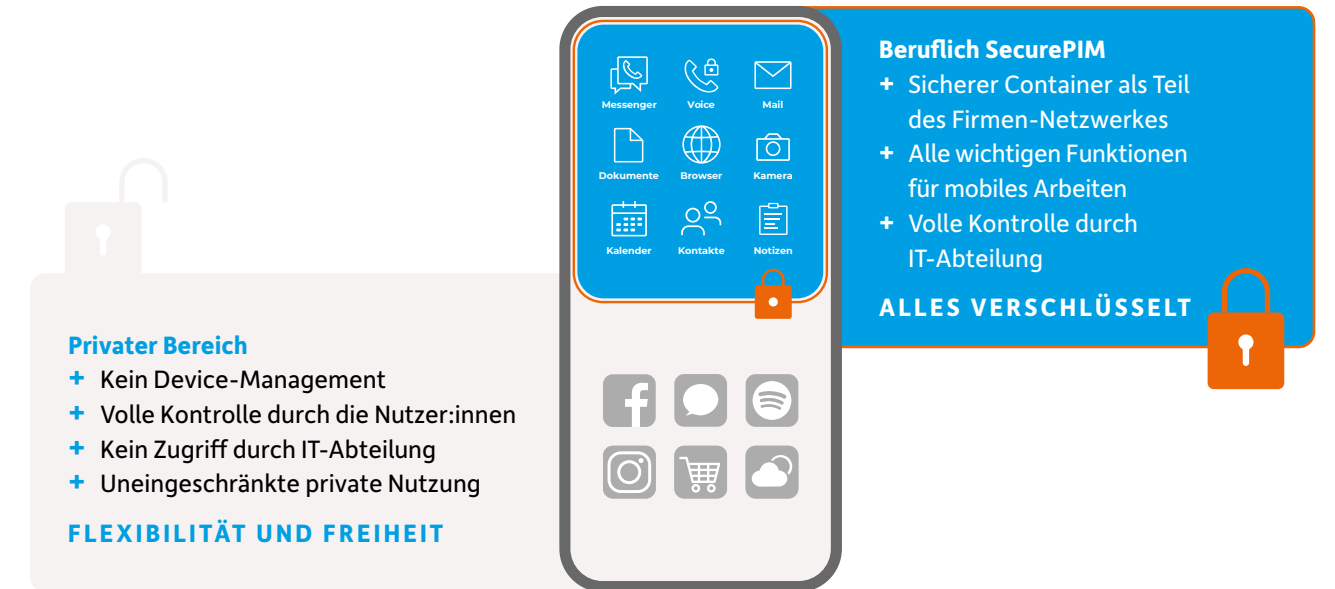 Messenger Voice Mail
Dokumente Browser Kamera
Kalender Kontakte Notizen
Beruflich SecurePIM
+ Sicherer Container als Teil
des Firmen-Netzwerkes
+ Alle wichtigen Funktionen
für mobiles Arbeiten
+ Volle Kontrolle durch
IT-Abteilung
ALLES VERSCHLÜSSELT
Privater Bereich
+ Kein Device-Management
+ Volle Kontrolle durch die Nutzer:innen
+ Kein Zugriff durch IT-Abteilung
+ Uneingeschränkte private Nutzung
FLEXIBILITÄT UND FREIHEIT